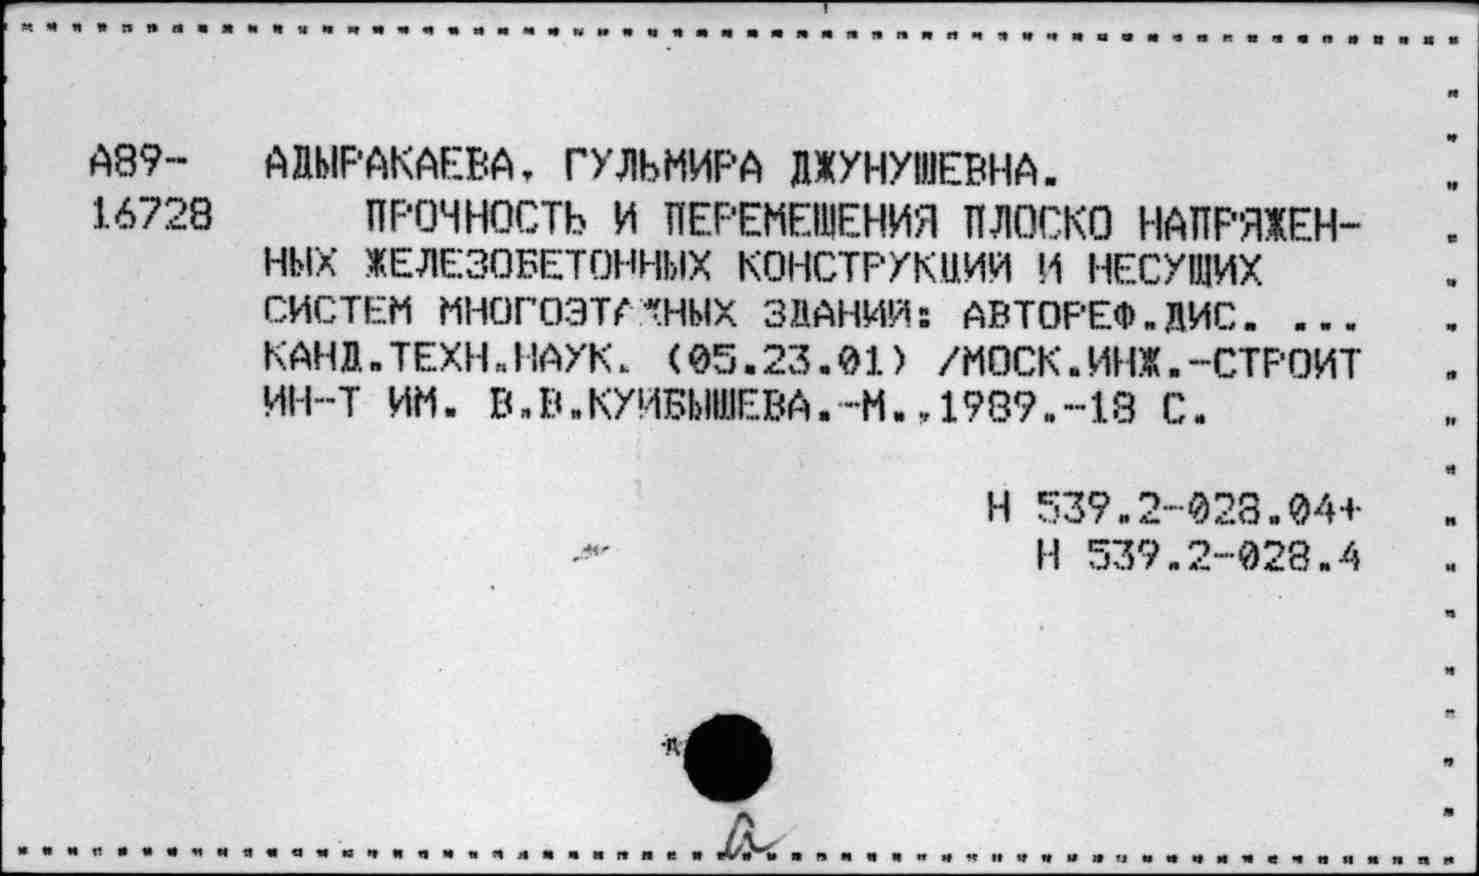 А89- АДЫРАКАЕВА, ГУЛЬМИРА ДЖУНУШЕВНА.
16728 ПРОЧНОСТЬ И ПЕРЕМЕЩЕНИЯ ПЛОСКО НАПРЯЖЕН-
НЫХ ЖЕЛЕЗОБЕТОННЫХ КОНСТРУКЦИЙ И НЕСУЩИХ
СИСТЕМ МНОГОЭТАЖНЫХ ЗДАНИЙ: АВТОРЕФ.ДИС. ...
КАНД.ТЕХН.НАУК. (05.23.01) /МОСК.ИНЖ.-СТРОИТ
ИН-Т ИМ. В.В.КУЙБЫШЕВА.-М.,1989.-18 С.
Н 539.2-028.04+
Н 539.2-028.4